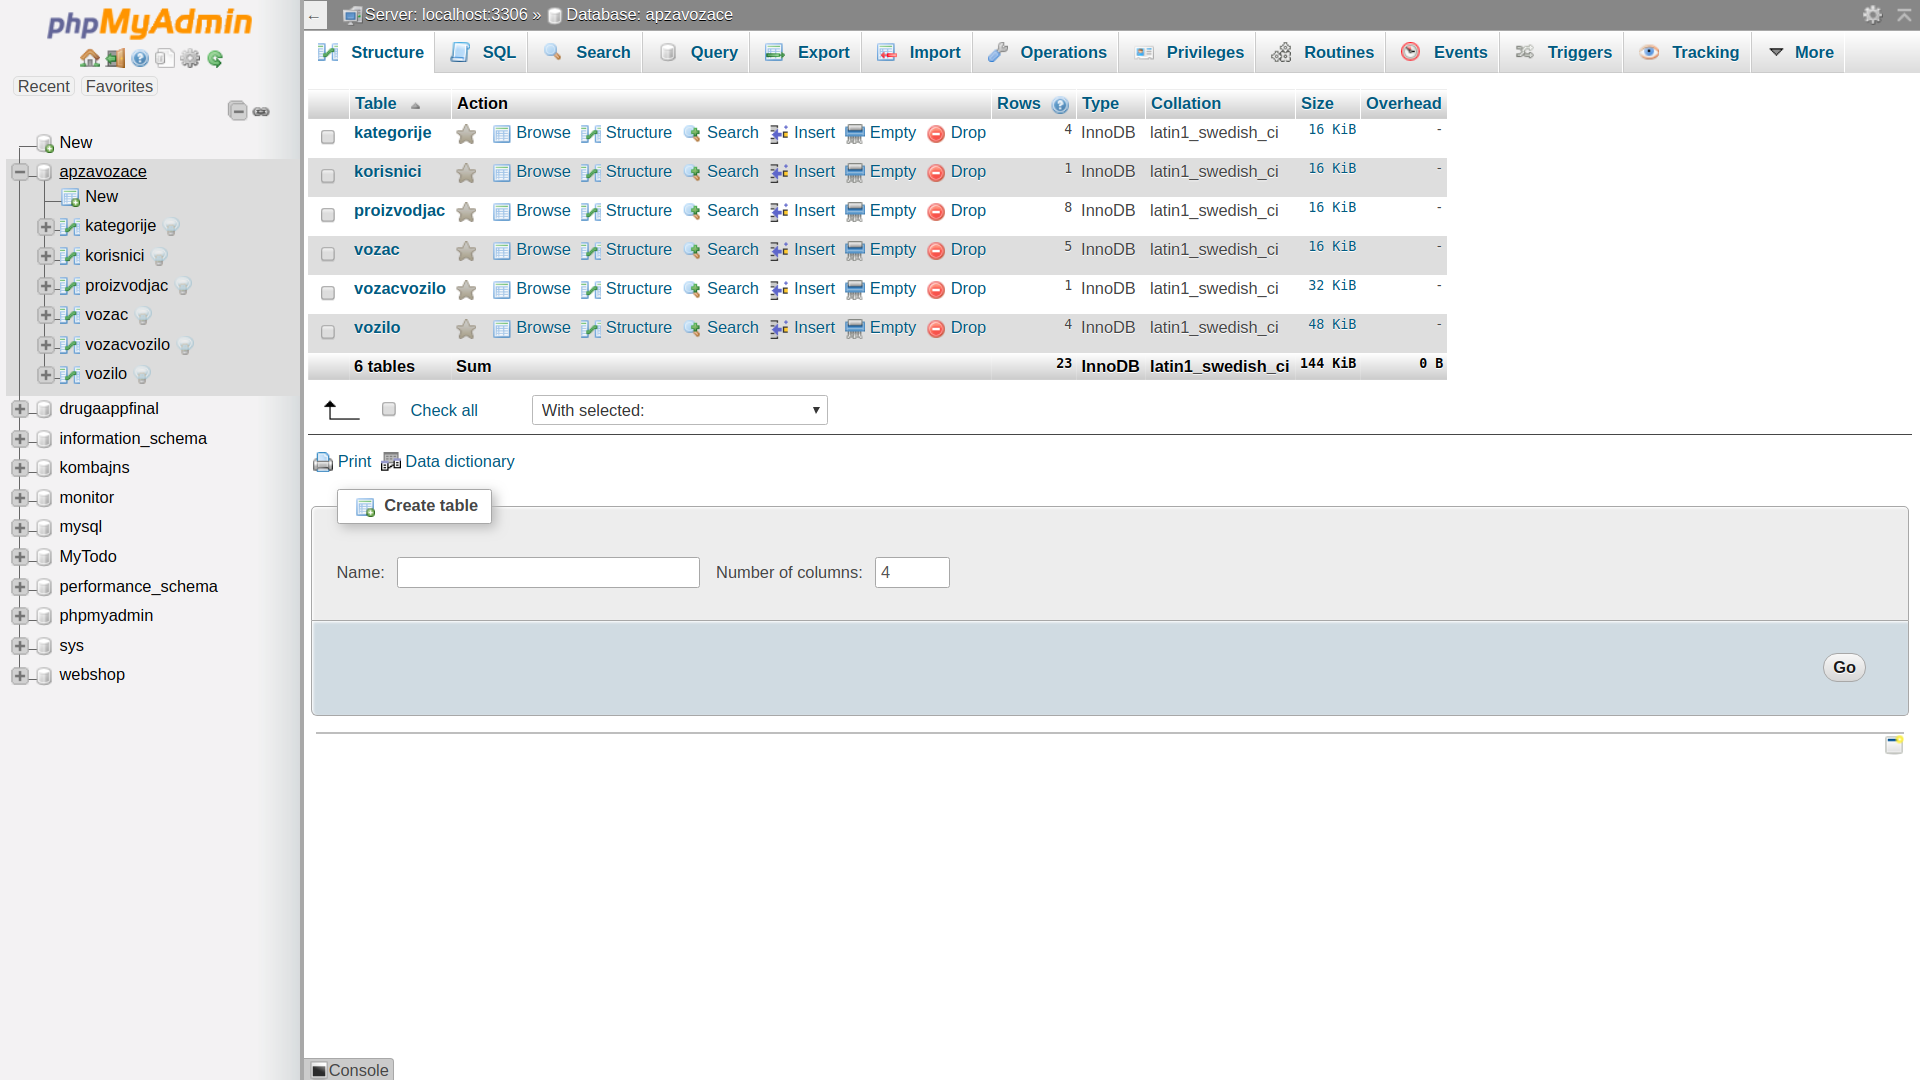 phpMyAdmin
Recent Favorites
New
apzavozace
New
kategorije
korisnici
proizvodjac
vozac
vozacvozilo
vozilo
drugaappfinal
information_schema
kombajns
monitor
mysql
MyTodo
performance_schema
phpmyadmin
sys
webshop
← Server: localhost:3306 » Database: apzavozace
Structure SQL Search Query Export Import Operations Privileges Routines Events Triggers Tracking More
Table Action Rows Type Collation Size Overhead
kategorije Browse Structure Search Insert Empty Drop 4 InnoDB latin1_swedish_ci 16 KiB -
korisnici Browse Structure Search Insert Empty Drop 1 InnoDB latin1_swedish_ci 16 KiB -
proizvodjac Browse Structure Search Insert Empty Drop 8 InnoDB latin1_swedish_ci 16 KiB -
vozac Browse Structure Search Insert Empty Drop 5 InnoDB latin1_swedish_ci 16 KiB -
vozacvozilo Browse Structure Search Insert Empty Drop 1 InnoDB latin1_swedish_ci 32 KiB -
vozilo Browse Structure Search Insert Empty Drop 4 InnoDB latin1_swedish_ci 48 KiB -
6 tables Sum 23 InnoDB latin1_swedish_ci 144 KiB 0 B
Check all With selected:
Print Data dictionary
Create table
Name: Number of columns: 4
Go
Console